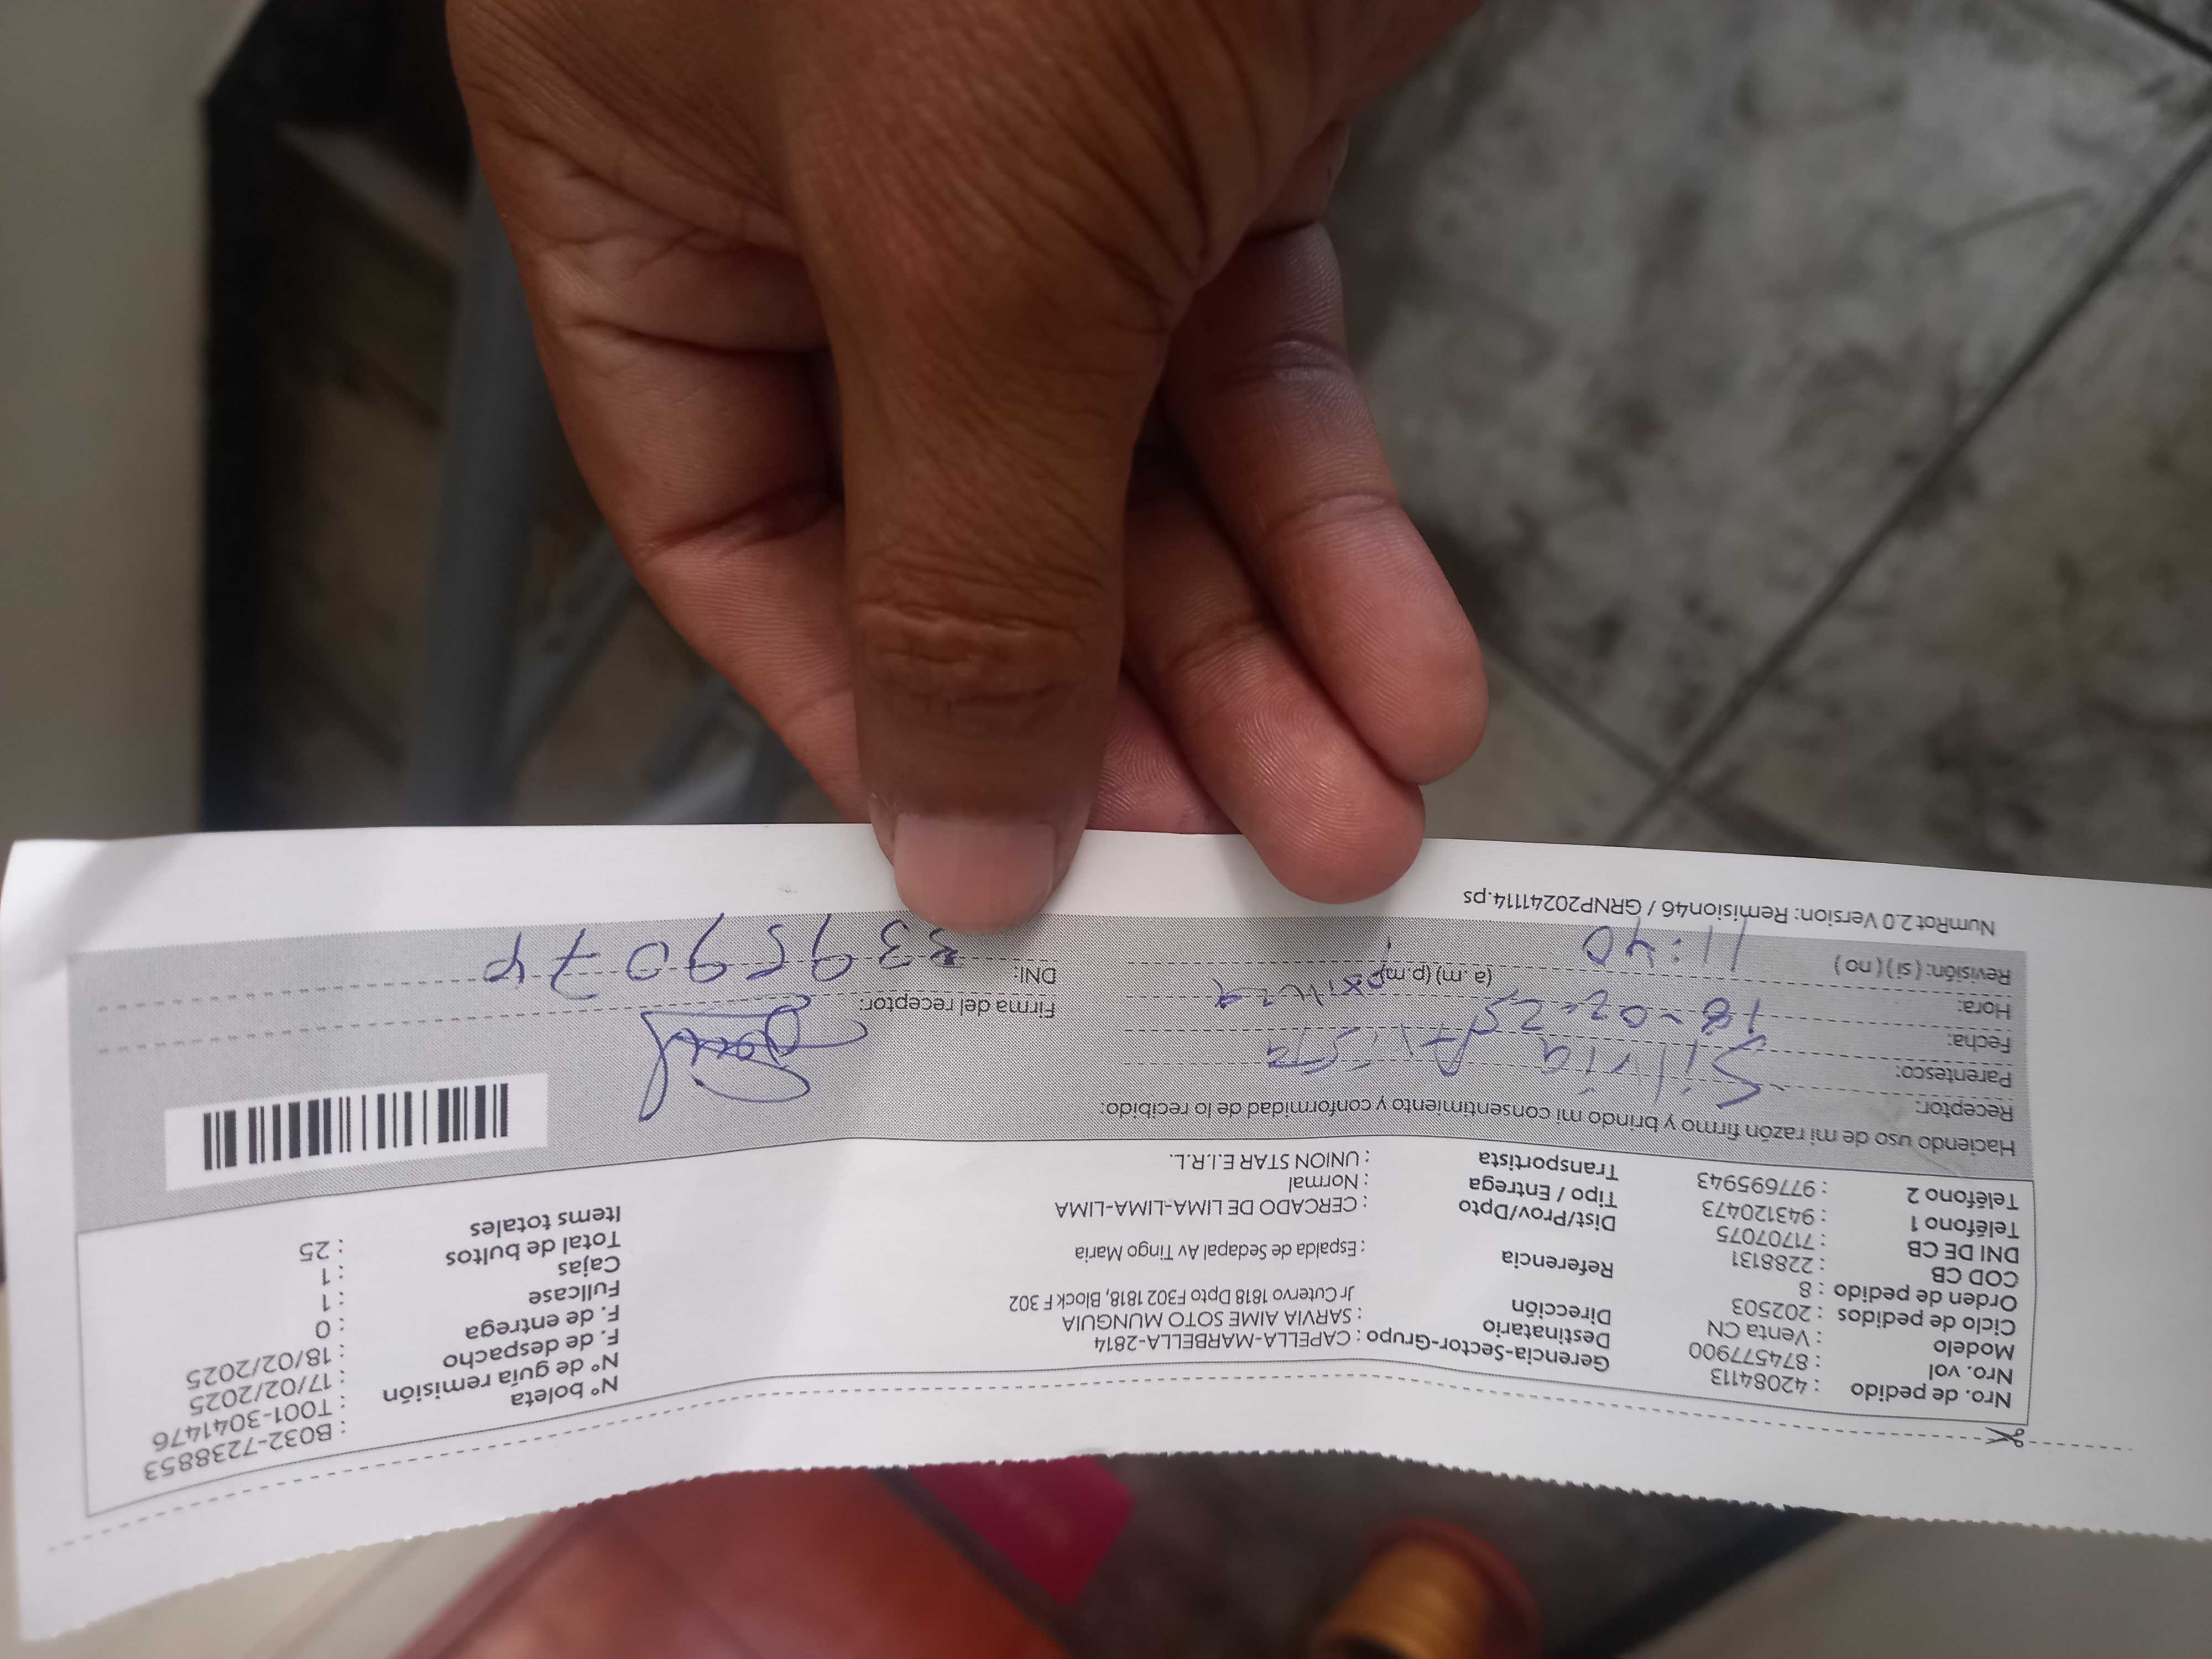 Nro. de pedido : 42084113
Nro. vol : 874577900
Modelo : Venta CN
Ciclo de pedidos : 202503
Orden de pedido : 8
COD CB : 2288131
DNI DE CB : 71707075
Teléfono 1 : 943120473
Teléfono 2 : 977695943
Gerencia-Sector-Grupo : CAPELLA-MARBELLA-2814
Destinatario : SARVIA AIME SOTO MUNGUIA
Dirección Jr Cutervo 1818 Dpto F302 1818, Block F 302
Referencia : Espalda de Sedapal Av Tingo Maria
Dist/Prov/Dpto : CERCADO DE LIMA-LIMA-LIMA
Tipo / Entrega : Normal
Transportista : UNION STAR E.I.R.L.
N° boleta : B032-7238853
N° de guía remisión : T001-3041476
F. de despacho : 17/02/2025
F. de entrega : 18/02/2025
Fullcase : 0
Cajas : 1
Total de bultos : 1
Items totales : 25
Haciendo uso de mi razón firmo y brindo mi consentimiento y conformidad de lo recibido:
Receptor: Silvia
Parentesco:
Fecha: 18-02-25
Hora: (a.m) (p.m)
Revisión: ( si ) ( no ) 11:40
Firma del receptor:
DNI:
NumRot 2.0 Version: Remision46 / GRNP20241114.ps